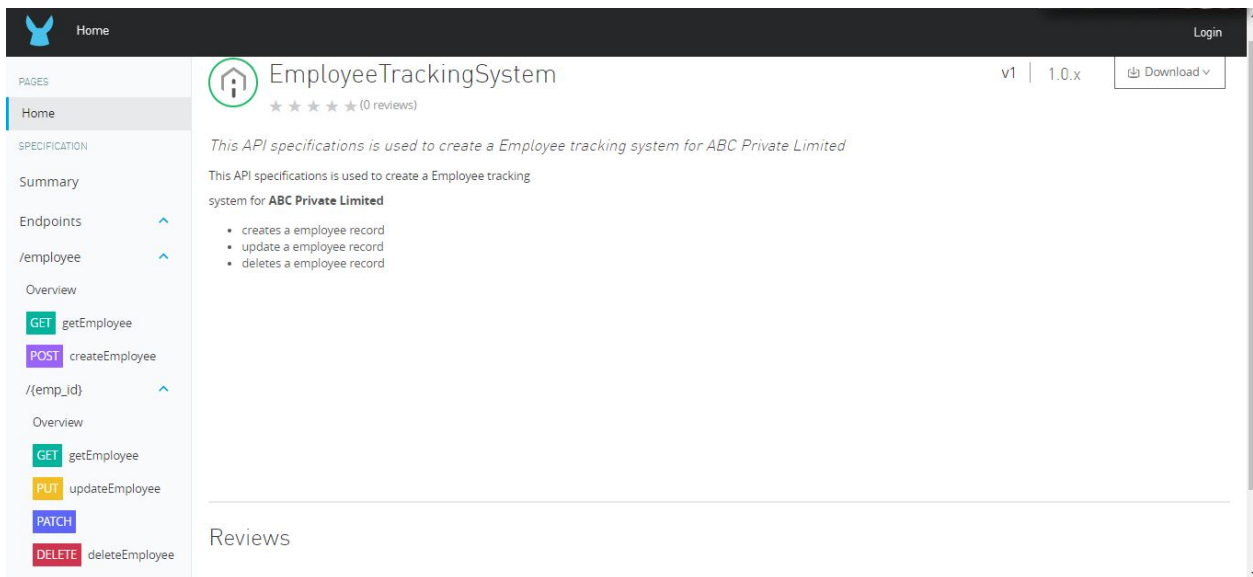 Home
Login
PAGES
Home
SPECIFICATION
Summary
Endpoints
/employee
Overview
GET getEmployee
POST createEmployee
/{emp_id}
Overview
GET getEmployee
PUT updateEmployee
PATCH
DELETE deleteEmployee
EmployeeTrackingSystem
(0 reviews)
v1 | 1.0.x
Download
This API specifications is used to create a Employee tracking system for ABC Private Limited
This API specifications is used to create a Employee tracking
system for ABC Private Limited
• creates a employee record
• update a employee record
• deletes a employee record
Reviews